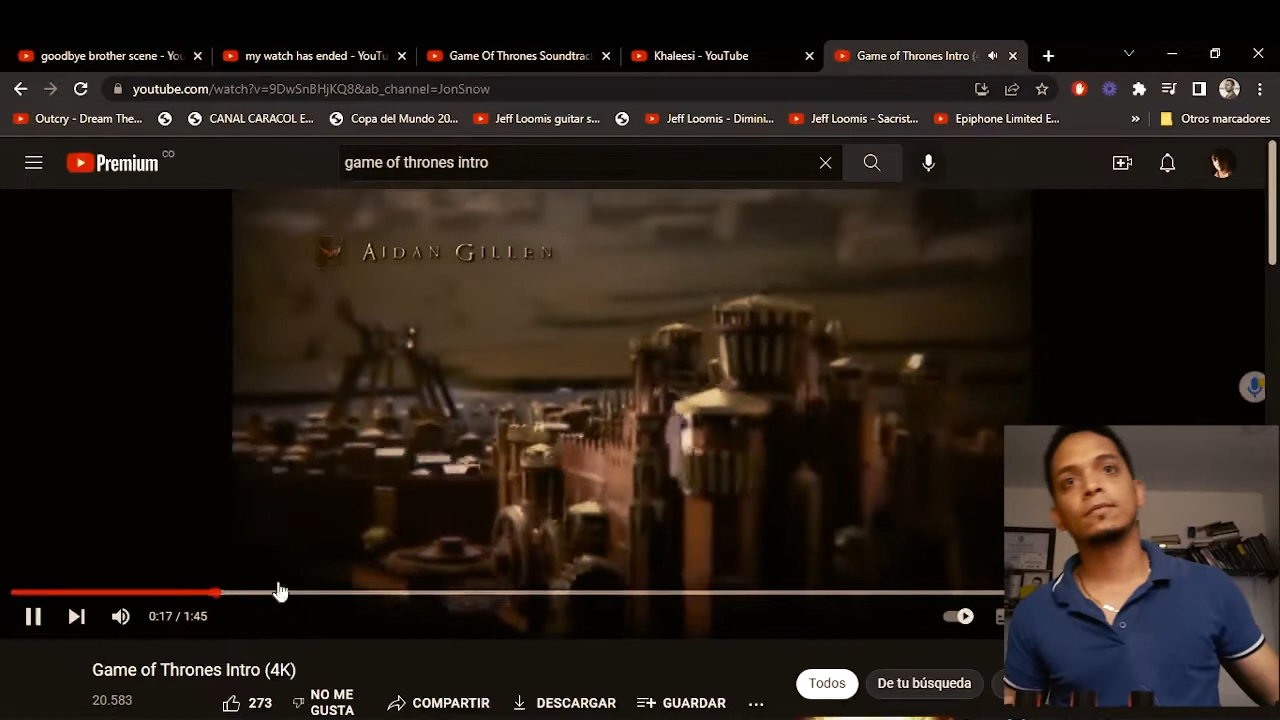 goodbye brother scene - You
my watch has ended - YouTu
Game Of Thrones Soundtrac
Khaleesi - YouTube
Game of Thrones Intro (4
youtube.com/watch?v=9DwSnBHjKQ8&ab_channel=JonSnow
Outcry - Dream The...
CANAL CARACOL E...
Copa del Mundo 20...
Jeff Loomis guitar s...
Jeff Loomis - Dimini...
Jeff Loomis - Sacrist...
Epiphone Limited E...
»
Otros marcadores
Premium CO
game of thrones intro
AIDAN GILLEN
0:17 / 1:45
Game of Thrones Intro (4K)
20.583
273
NO ME
GUSTA
COMPARTIR
DESCARGAR
GUARDAR
...
Todos
De tu búsqueda